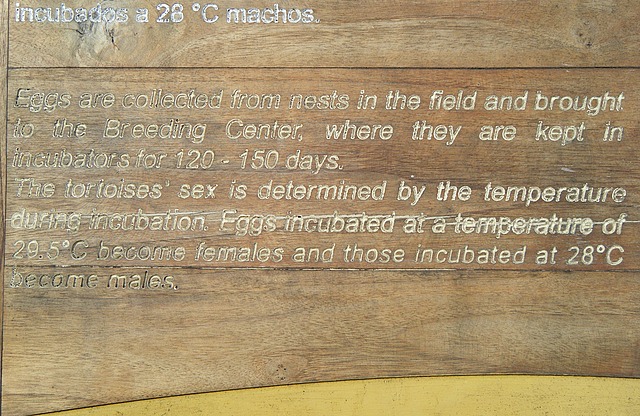 incubados a 28 °C machos.
Eggs are collected from nests in the field and brought
to the Breeding Center, where they are kept in
incubators for 120 - 150 days.
The tortoises' sex is determined by the temperature
during incubation. Eggs incubated at a temperature of
29.5°C become females and those incubated at 28°C
become males.